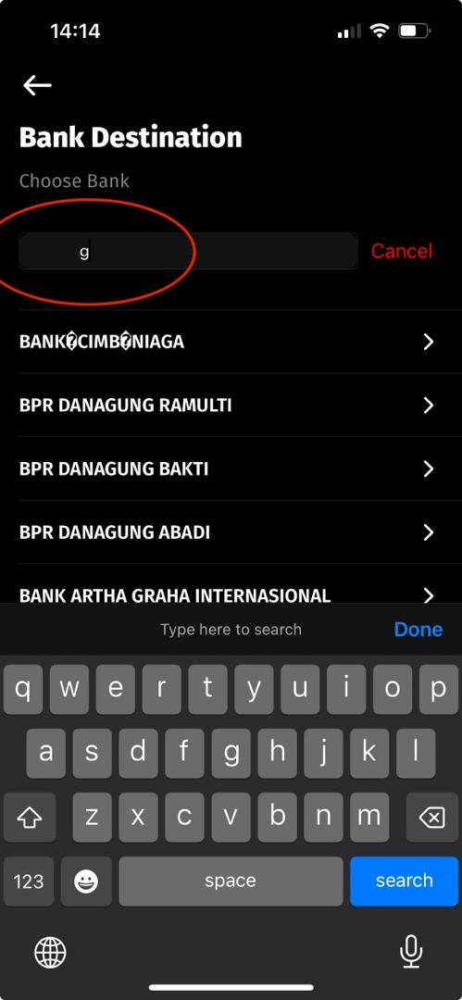 14:14
Bank Destination
Choose Bank
g
Cancel
BANK�CIMB�NIAGA
BPR DANAGUNG RAMULTI
BPR DANAGUNG BAKTI
BPR DANAGUNG ABADI
BANK ARTHA GRAHA INTERNASIONAL
Type here to search
Done
q w e r t y u i o p
a s d f g h j k l
z x c v b n m
123 space search